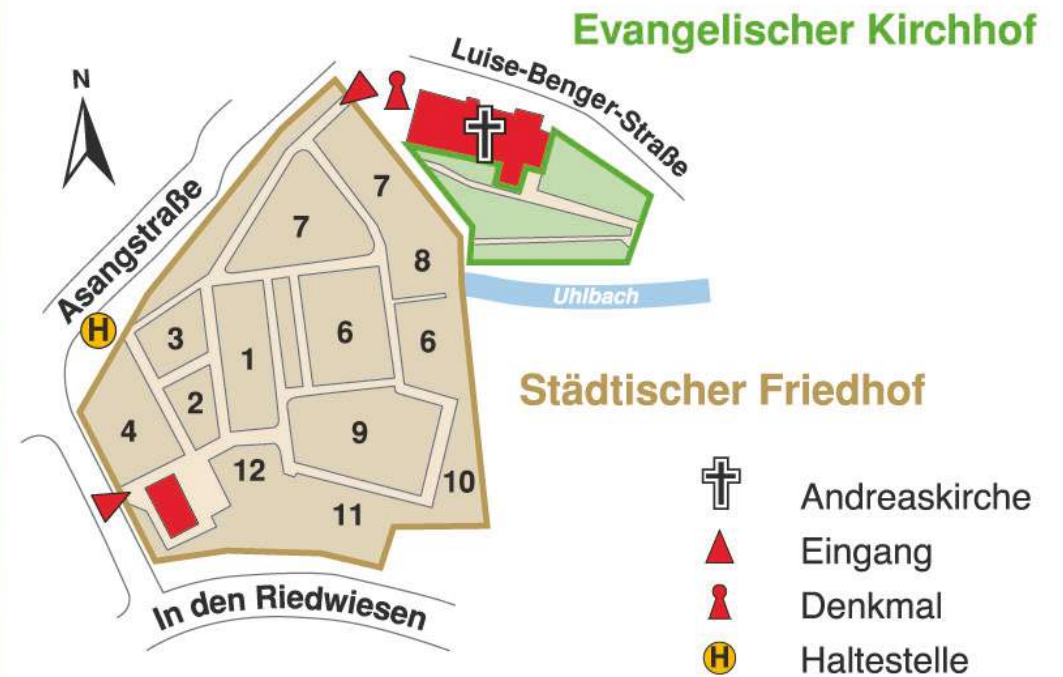 Evangelischer Kirchhof
Luise-Benger-Straße
N
7
7
Asangstraße
8
Uhlbach
H
3
1
6
6
2
Städtischer Friedhof
4
9
12
10
11
In den Riedwiesen
Andreaskirche
Eingang
Denkmal
H Haltestelle